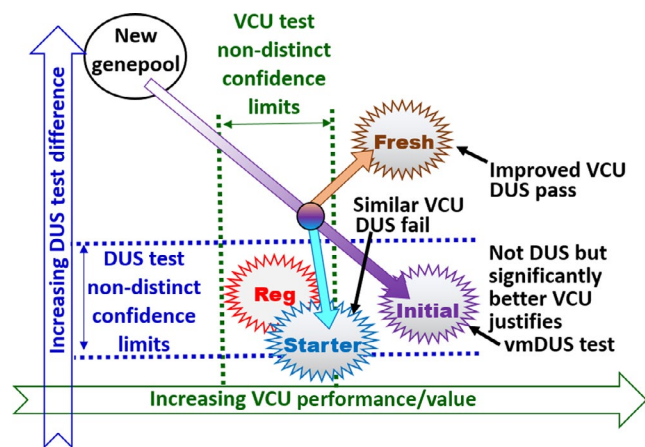 New
genepool
VCU test
non-distinct
confidence
limits
Increasing DUS test difference
Fresh
Improved VCU
DUS pass
Similar VCU
DUS fail
DUS test
non-distinct
confidence
limits
Reg
Starter
Initial
Not DUS but
significantly
better VCU
justifies
vmDUS test
Increasing VCU performance/value